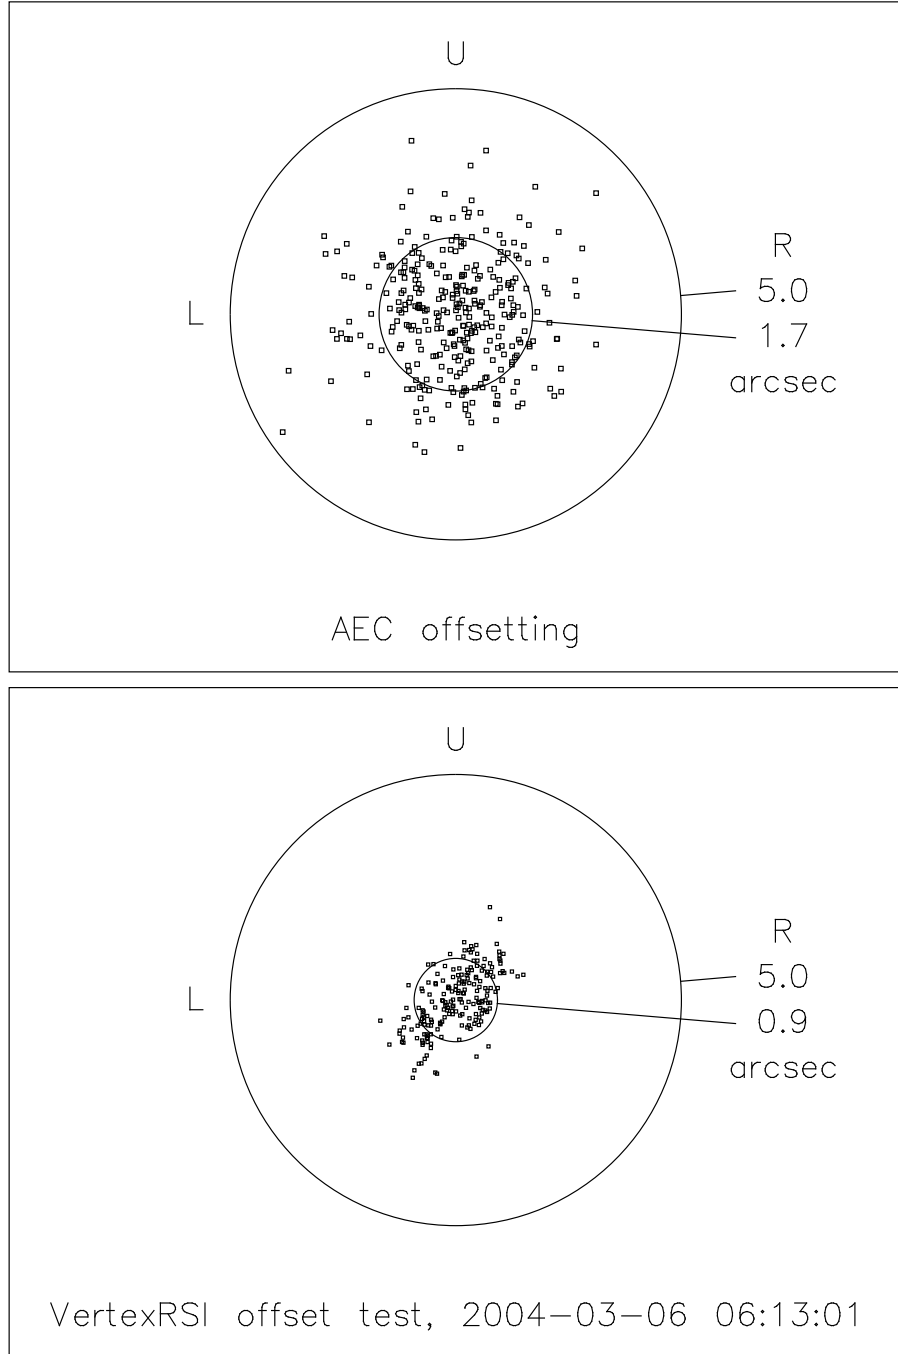 U
R
5.0
L
1.7
arcsec
AEC offsetting
U
R
5.0
L
0.9
arcsec
VertexRSI offset test, 2004-03-06 06:13:01